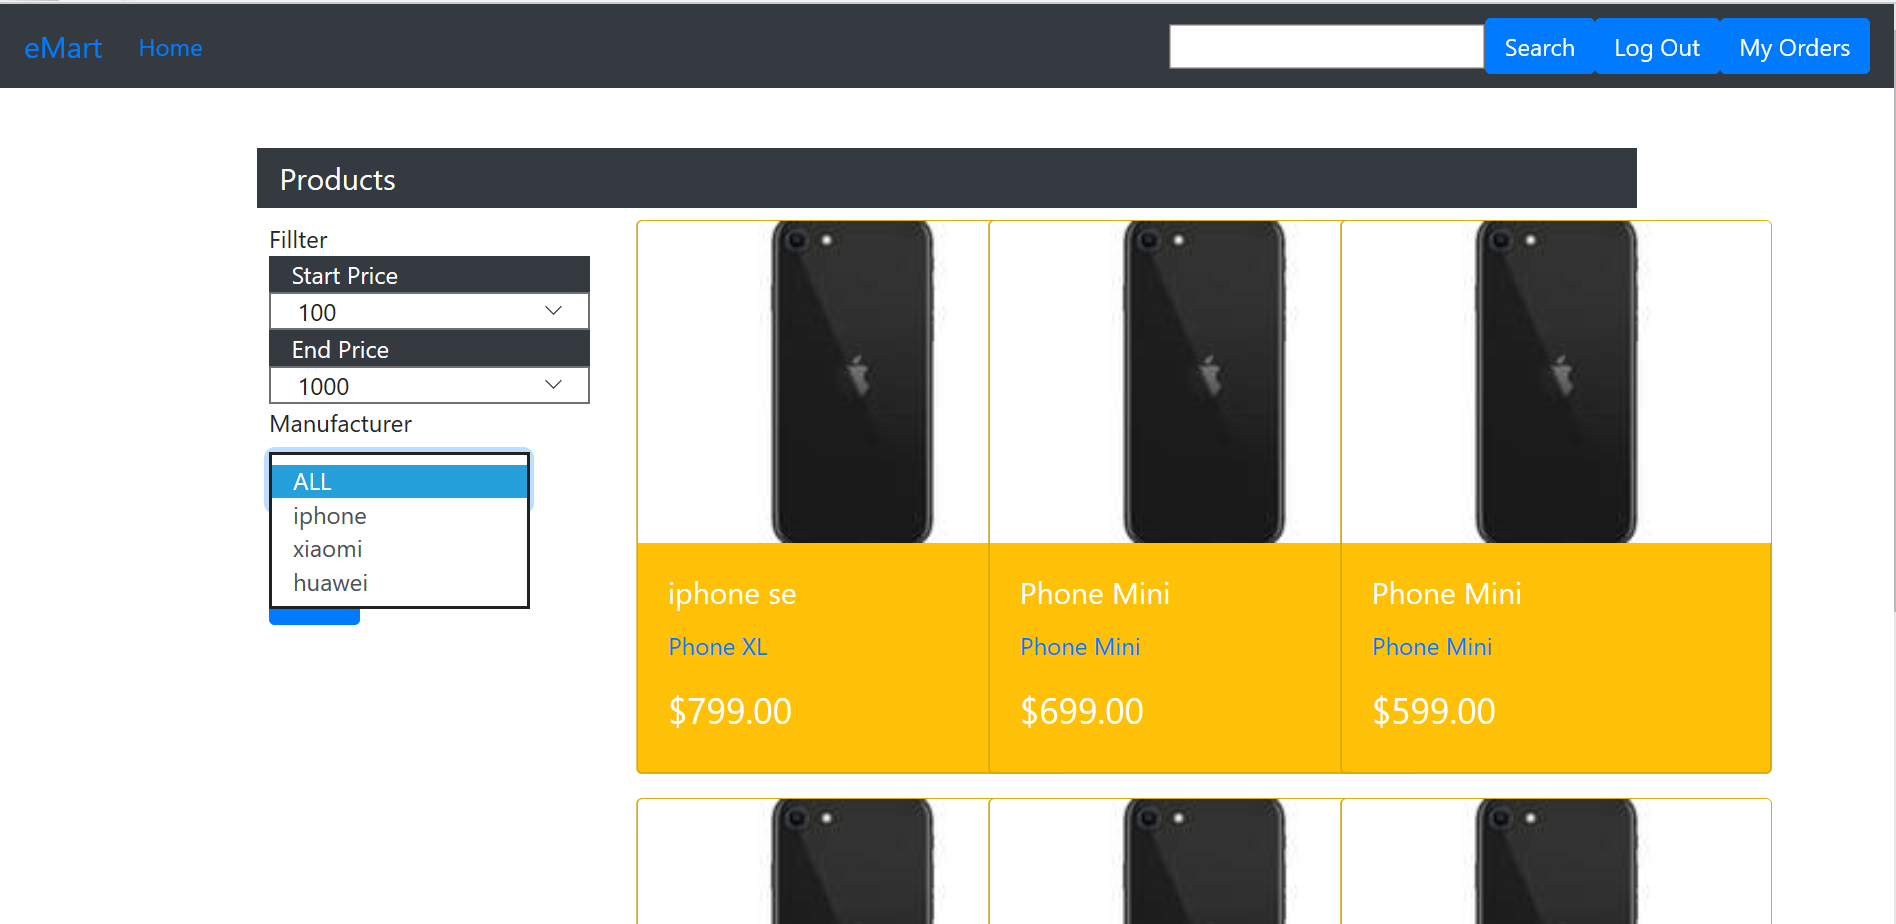 eMart Home Search Log Out My Orders
Products
Fillter
Start Price
100
End Price
1000
Manufacturer
ALL
iphone
xiaomi
huawei
iphone se
Phone XL
$799.00
Phone Mini
Phone Mini
$699.00
Phone Mini
Phone Mini
$599.00